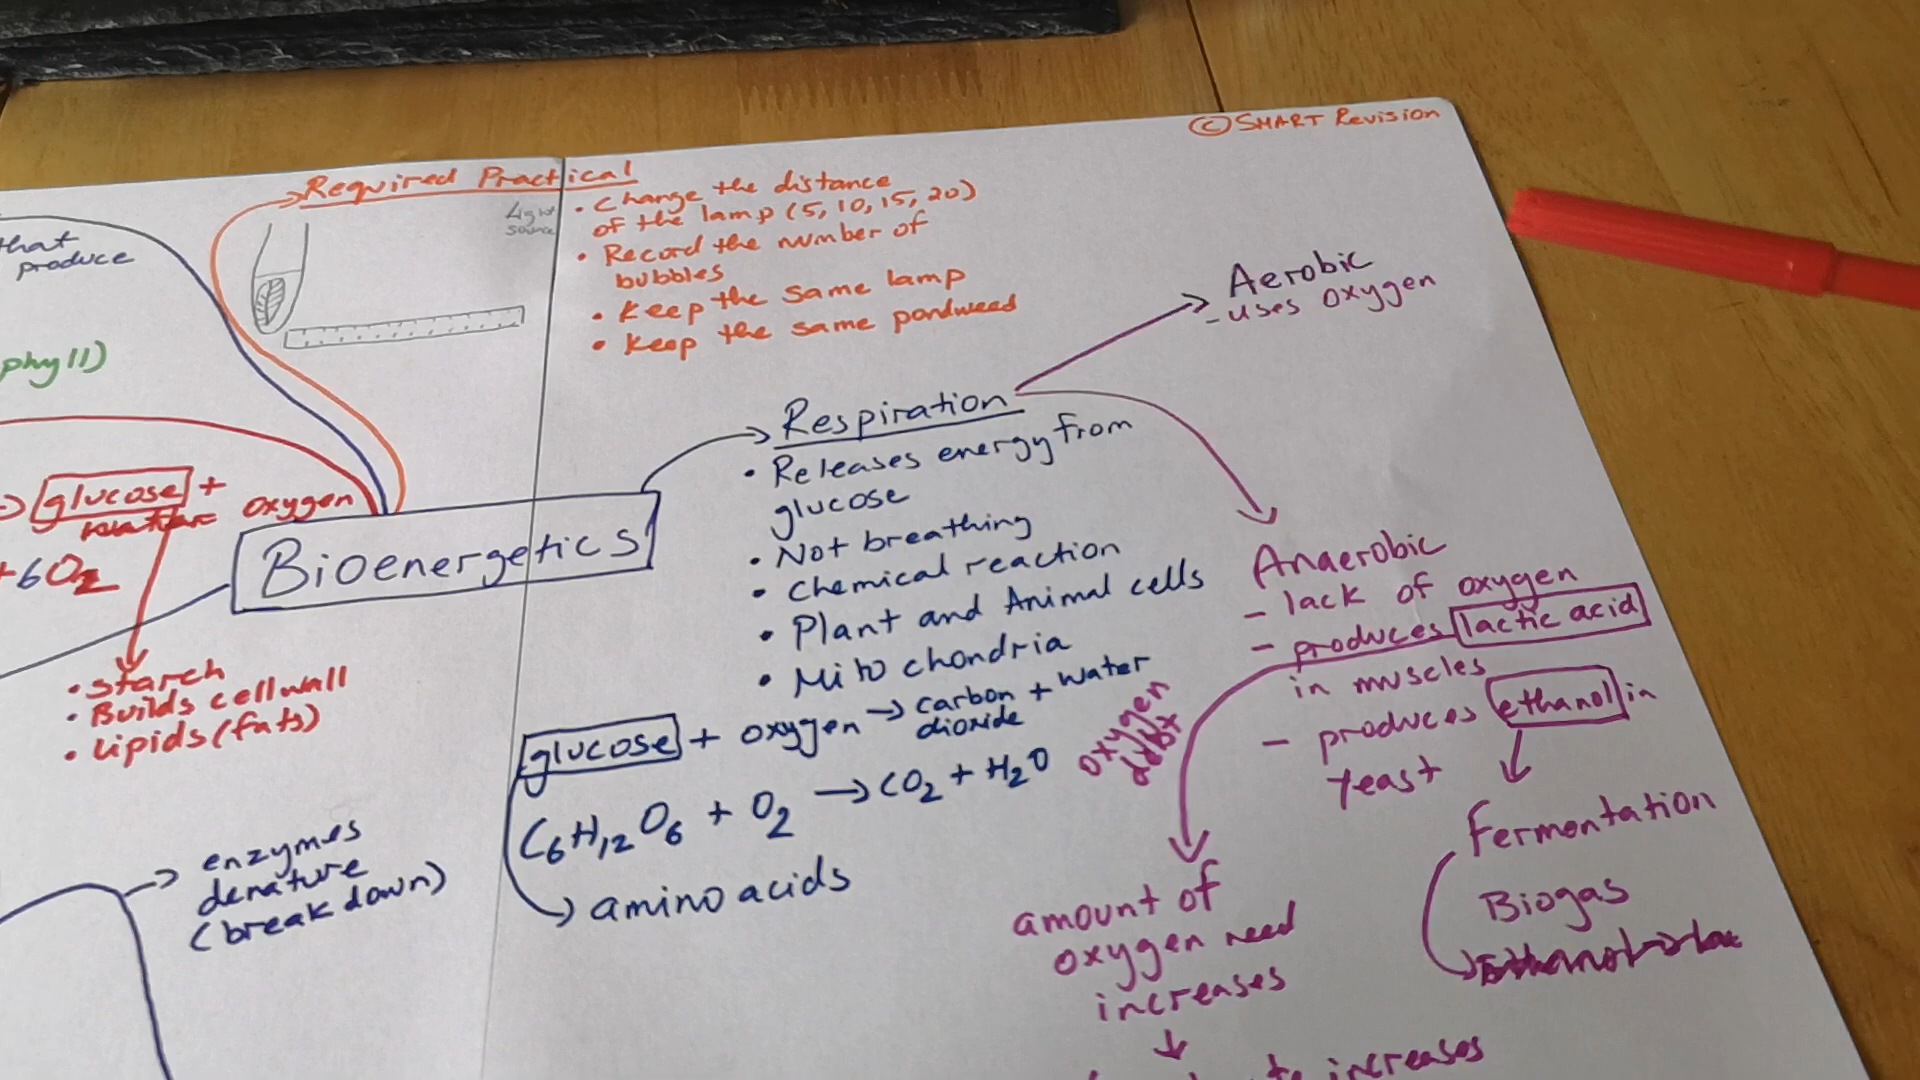 © SMART Revision
Required Practical
Light
source
• Change the distance
of the lamp (5, 10, 15, 20)
• Record the number of
bubbles
• Keep the same lamp
• Keep the same pondweed
that
produce
phyll)
→ glucose +
oxygen
+6O2
• Starch
• Builds cell wall
• Lipids (fats)
Bioenergetics
→ enzymes
denature
(break down)
→ Respiration
• Releases energy from
glucose
• Not breathing
• Chemical reaction
• Plant and Animal cells
• Mitochondria
glucose + oxygen → carbon + water
dioxide
C6H12O6 + O2 → CO2 + H2O
→ amino acids
→ Aerobic
- uses oxygen
Anaerobic
- lack of oxygen
- produces lactic acid
in muscles
- produces ethanol in
yeast
Fermentation
Biogas
oxygen
debt
amount of
oxygen need
increases
increases